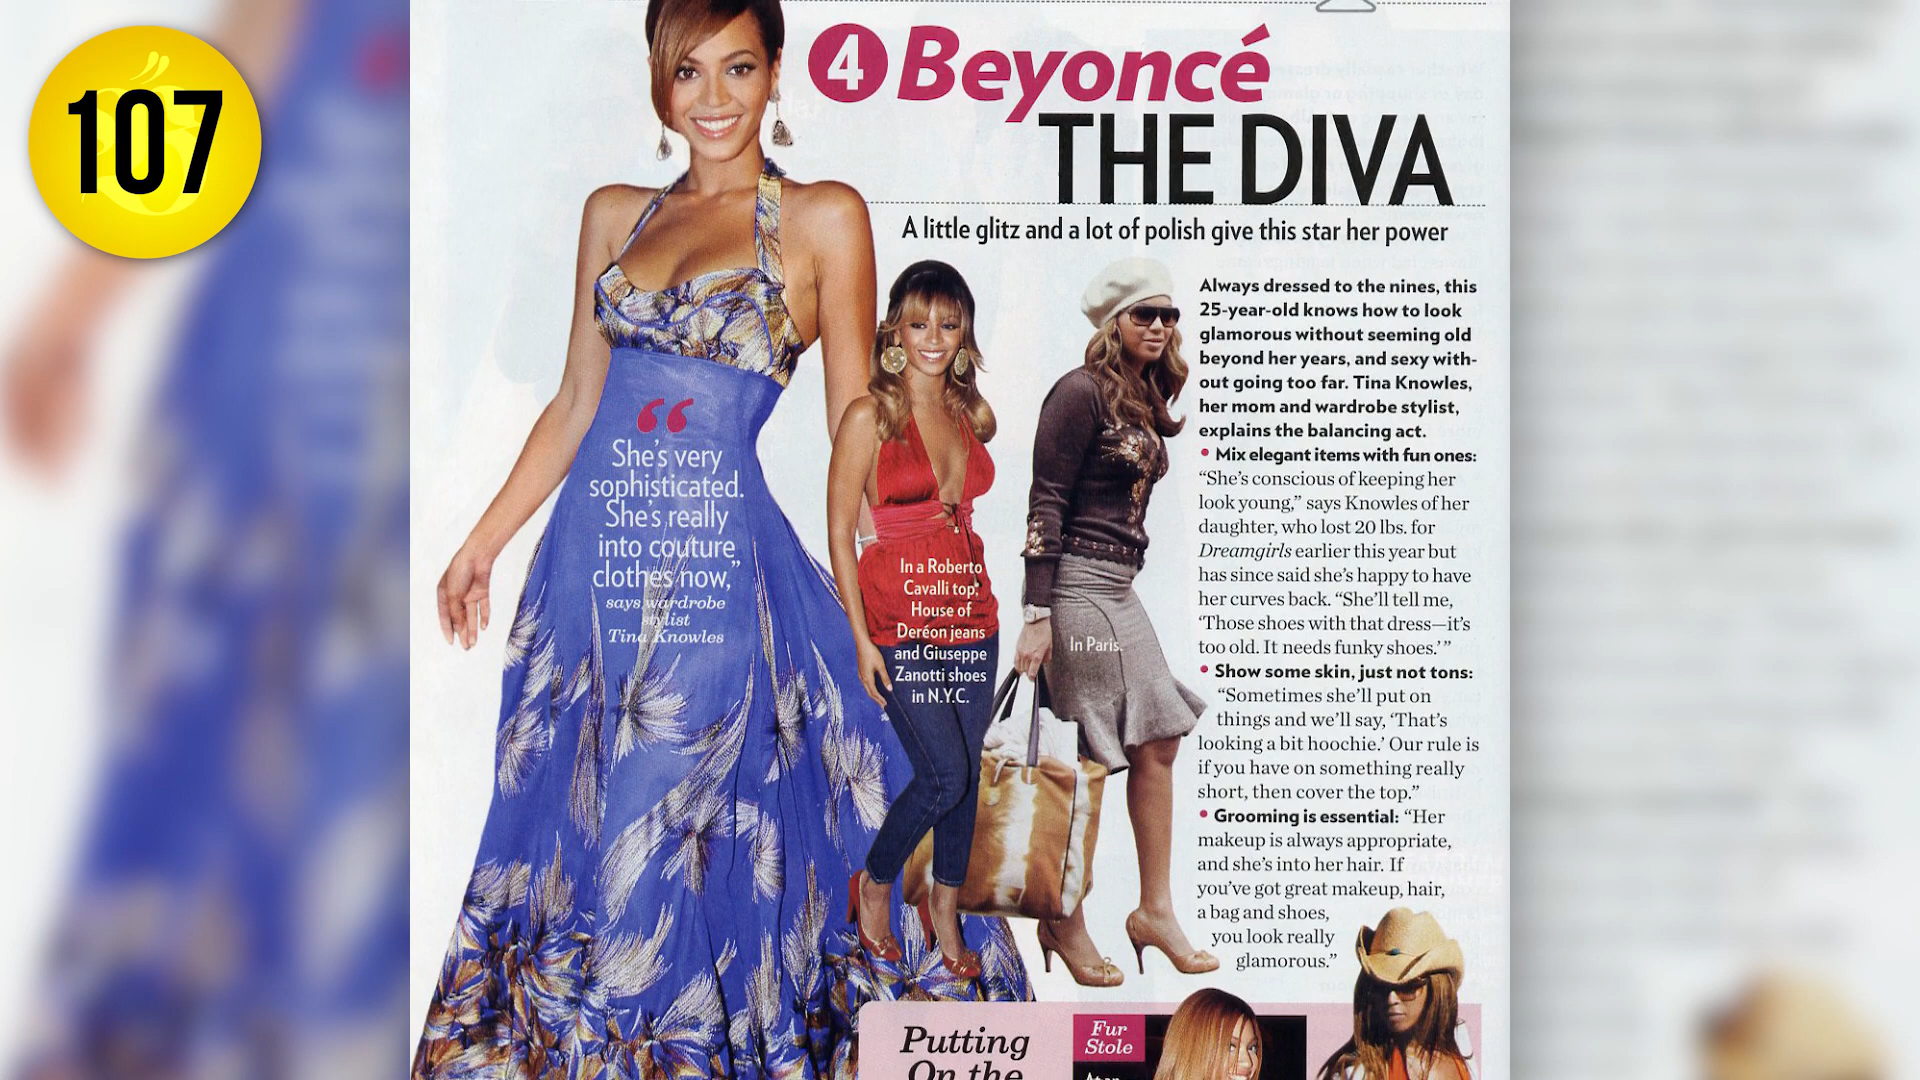 107
4 Beyoncé
THE DIVA
A little glitz and a lot of polish give this star her power
“
She’s very
sophisticated.
She’s really
into couture
clothes now,”
says wardrobe
stylist
Tina Knowles
In a Roberto
Cavalli top,
House of
Deréon jeans
and Giuseppe
Zanotti shoes
in N.Y.C.
In Paris.
Always dressed to the nines, this
25-year-old knows how to look
glamorous without seeming old
beyond her years, and sexy with-
out going too far. Tina Knowles,
her mom and wardrobe stylist,
explains the balancing act.
• Mix elegant items with fun ones:
“She’s conscious of keeping her
look young,” says Knowles of her
daughter, who lost 20 lbs. for
Dreamgirls earlier this year but
has since said she’s happy to have
her curves back. “She’ll tell me,
‘Those shoes with that dress—it’s
too old. It needs funky shoes.’”
• Show some skin, just not tons:
“Sometimes she’ll put on
things and we’ll say, ‘That’s
looking a bit hoochie.’ Our rule is
if you have on something really
short, then cover the top.”
• Grooming is essential: “Her
makeup is always appropriate,
and she’s into her hair. If
you’ve got great makeup, hair,
a bag and shoes,
you look really
glamorous.”
Putting
On the
Fur
Stole